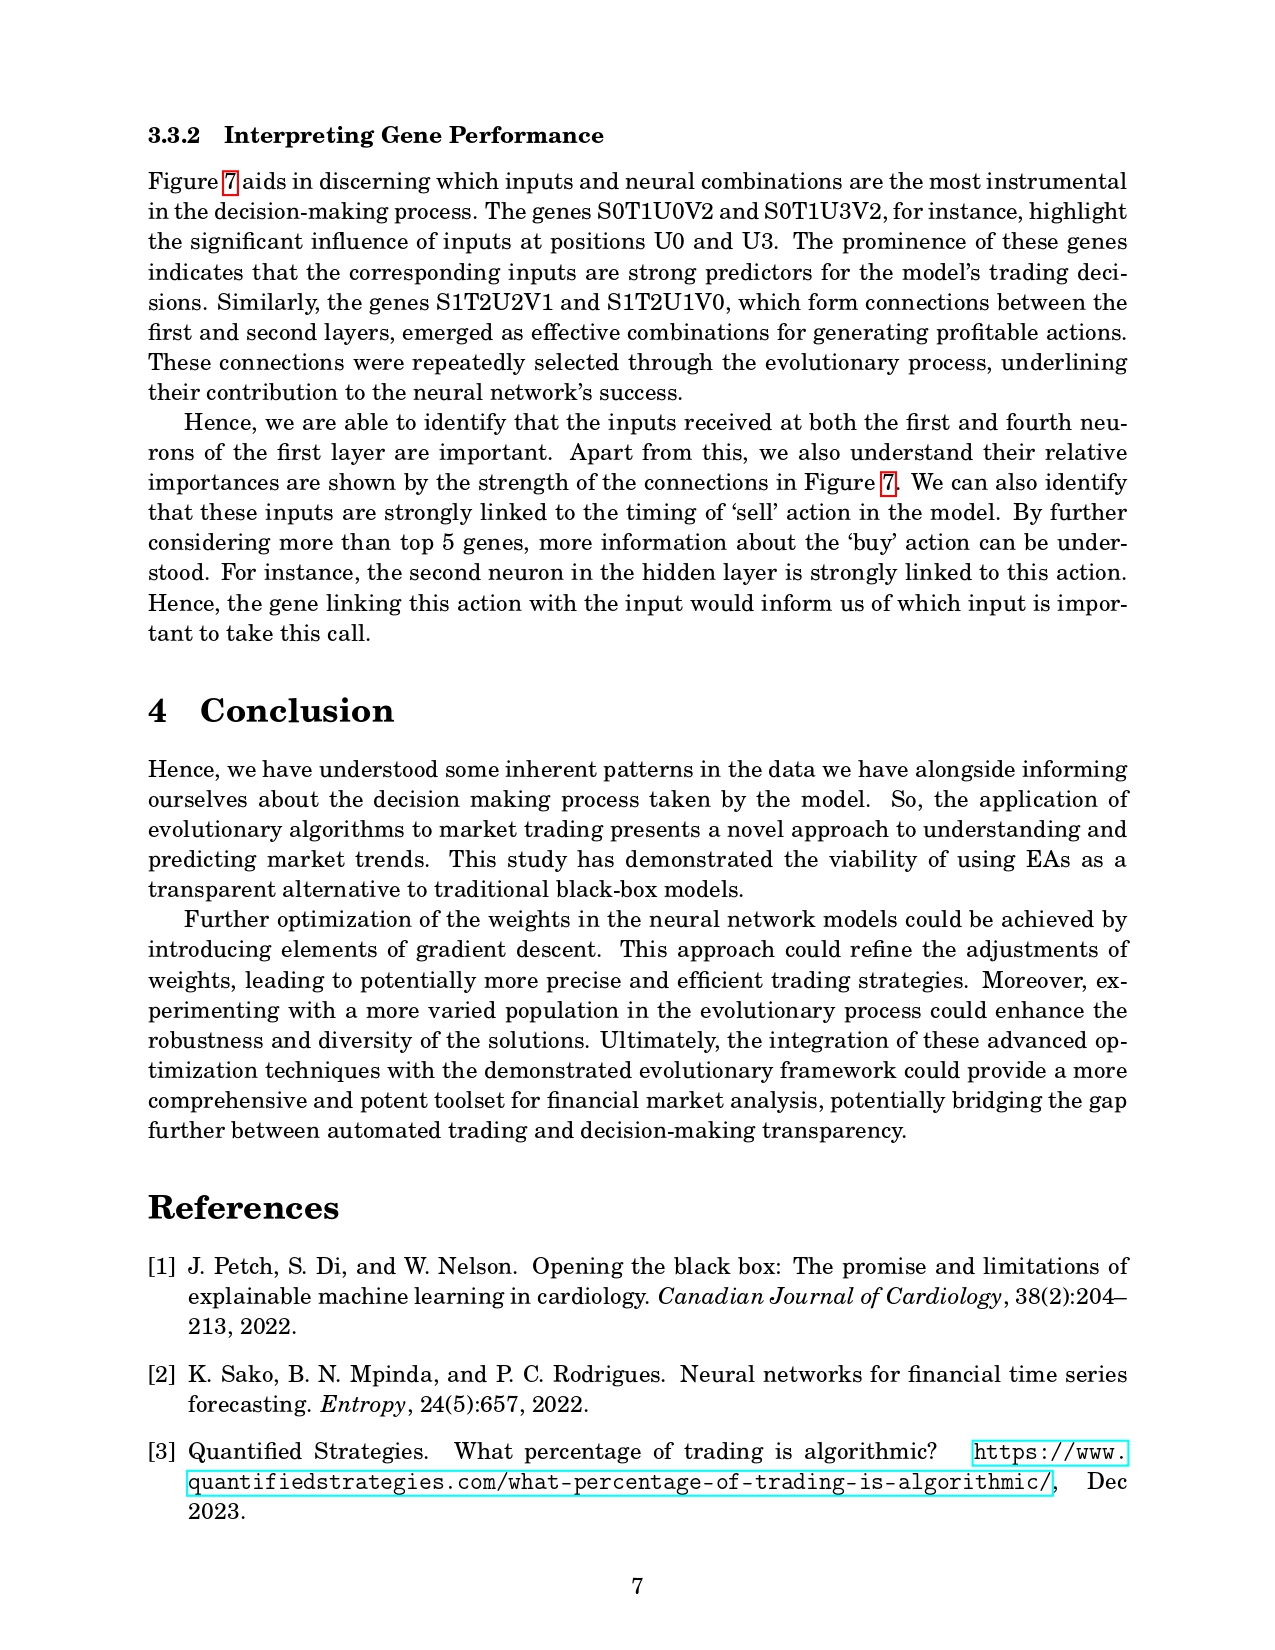 3.3.2 Interpreting Gene Performance
Figure 7 aids in discerning which inputs and neural combinations are the most instrumental
in the decision-making process. The genes S0T1U0V2 and S0T1U3V2, for instance, highlight
the significant influence of inputs at positions U0 and U3. The prominence of these genes
indicates that the corresponding inputs are strong predictors for the model's trading deci-
sions. Similarly, the genes S1T2U2V1 and S1T2U1V0, which form connections between the
first and second layers, emerged as effective combinations for generating profitable actions.
These connections were repeatedly selected through the evolutionary process, underlining
their contribution to the neural network's success.
Hence, we are able to identify that the inputs received at both the first and fourth neu-
rons of the first layer are important. Apart from this, we also understand their relative
importances are shown by the strength of the connections in Figure 7. We can also identify
that these inputs are strongly linked to the timing of ‘sell’ action in the model. By further
considering more than top 5 genes, more information about the ‘buy’ action can be under-
stood. For instance, the second neuron in the hidden layer is strongly linked to this action.
Hence, the gene linking this action with the input would inform us of which input is impor-
tant to take this call.
4 Conclusion
Hence, we have understood some inherent patterns in the data we have alongside informing
ourselves about the decision making process taken by the model. So, the application of
evolutionary algorithms to market trading presents a novel approach to understanding and
predicting market trends. This study has demonstrated the viability of using EAs as a
transparent alternative to traditional black-box models.
Further optimization of the weights in the neural network models could be achieved by
introducing elements of gradient descent. This approach could refine the adjustments of
weights, leading to potentially more precise and efficient trading strategies. Moreover, ex-
perimenting with a more varied population in the evolutionary process could enhance the
robustness and diversity of the solutions. Ultimately, the integration of these advanced op-
timization techniques with the demonstrated evolutionary framework could provide a more
comprehensive and potent toolset for financial market analysis, potentially bridging the gap
further between automated trading and decision-making transparency.
References
[1] J. Petch, S. Di, and W. Nelson. Opening the black box: The promise and limitations of
explainable machine learning in cardiology. Canadian Journal of Cardiology, 38(2):204–
213, 2022.
[2] K. Sako, B. N. Mpinda, and P. C. Rodrigues. Neural networks for financial time series
forecasting. Entropy, 24(5):657, 2022.
[3] Quantified Strategies. What percentage of trading is algorithmic? https://www.
quantifiedstrategies.com/what-percentage-of-trading-is-algorithmic/, Dec
2023.
7